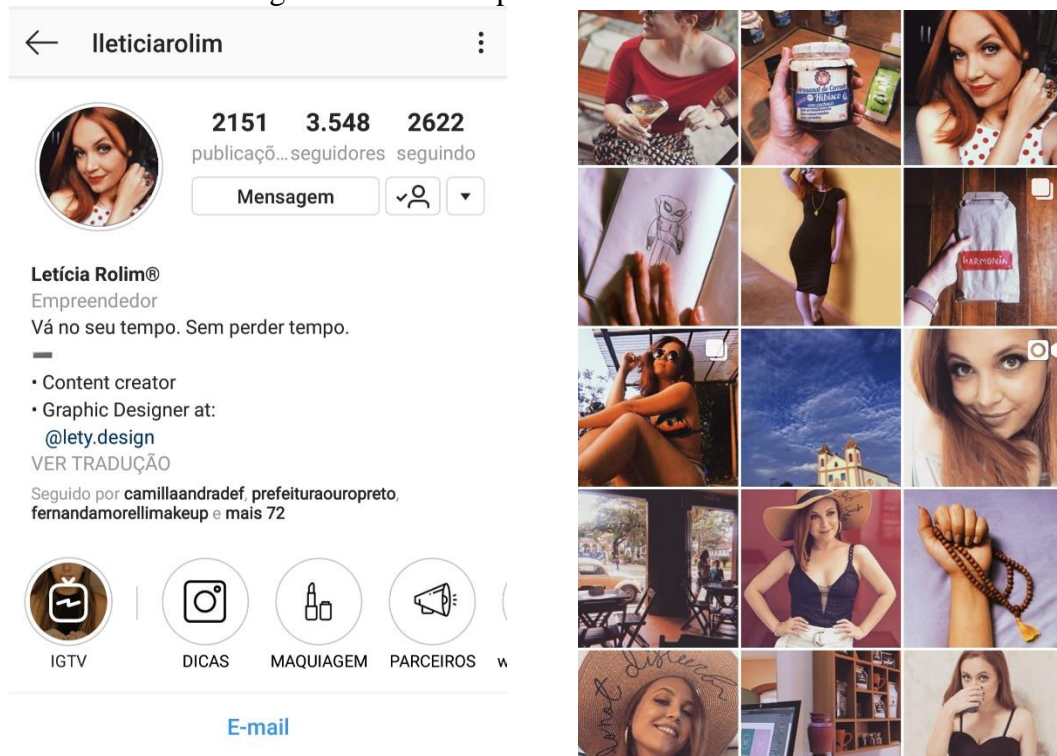 lleticiarolim
2151 3.548 2622
publicaçõ... seguidores seguindo
Mensagem
Letícia Rolim®
Empreendedor
Vá no seu tempo. Sem perder tempo.
• Content creator
• Graphic Designer at:
@lety.design
VER TRADUÇÃO
Seguido por camillaandradef, prefeituraouropreto,
fernandamorellimakeup e mais 72
IGTV DICAS MAQUIAGEM PARCEIROS
E-mail
Hibisco
HARMONIA
Donot